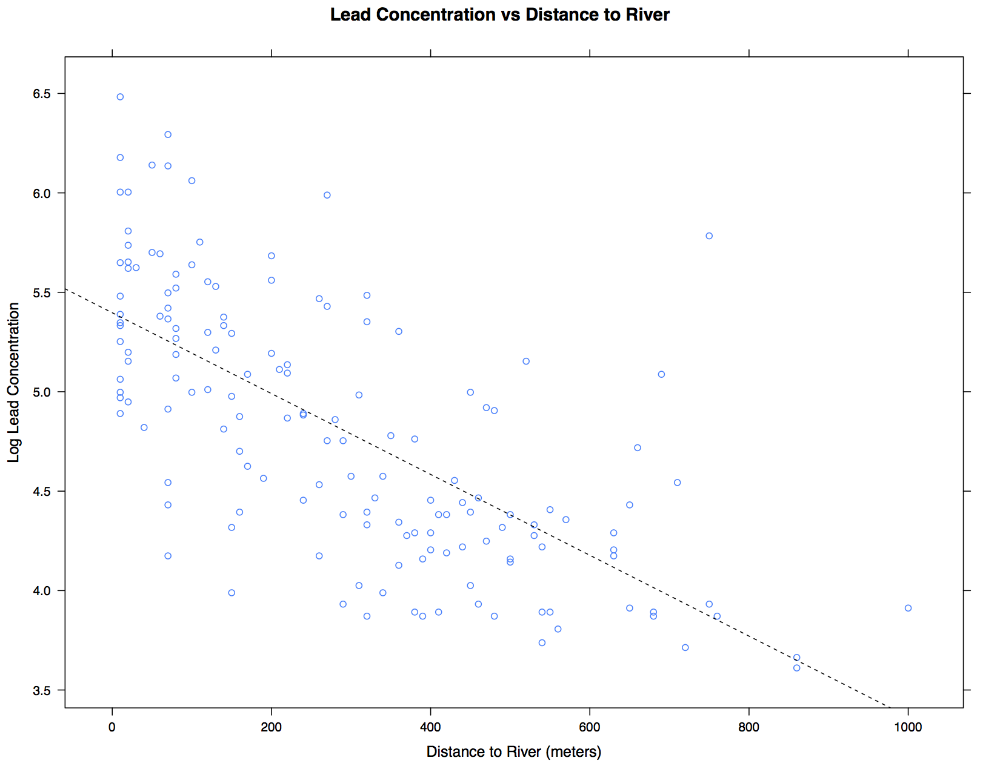 Lead Concentration vs Distance to River
6.5
6.0
5.5
5.0
4.5
4.0
3.5
Log Lead Concentration
0 200 400 600 800 1000
Distance to River (meters)